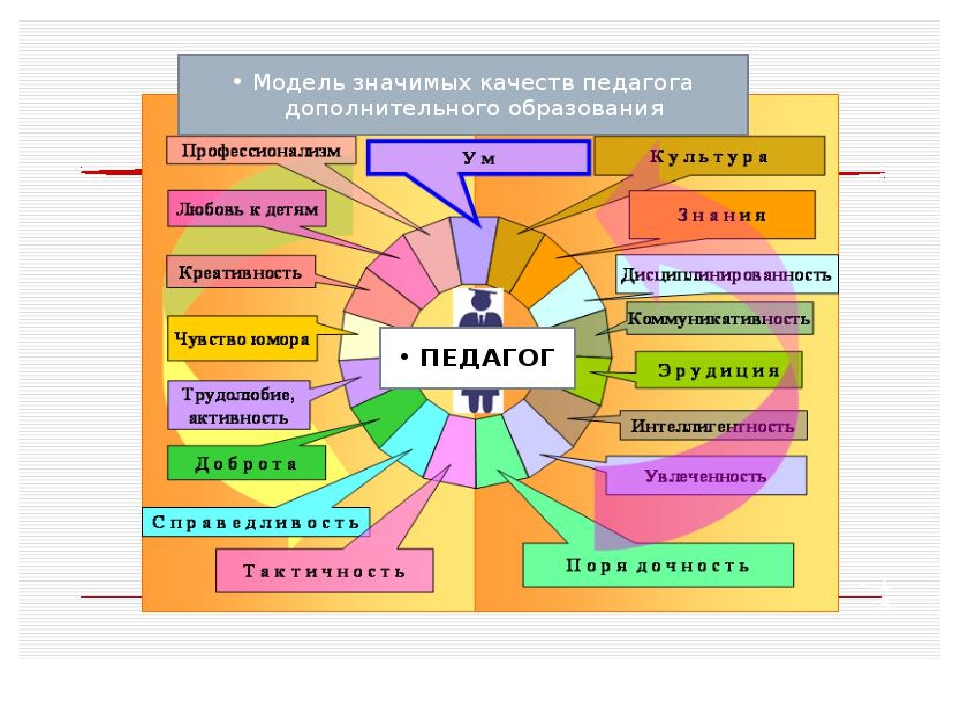 • Модель значимых качеств педагога
дополнительного образования
Профессионализм
Ум
Культура
Любовь к детям
Знания
Креативность
Дисциплинированность
Чувство юмора
Коммуникативность
• ПЕДАГОГ
Эрудиция
Трудолюбие,
активность
Интеллигентность
Доброта
Увлеченность
Справедливость
Тактичность
Порядочность